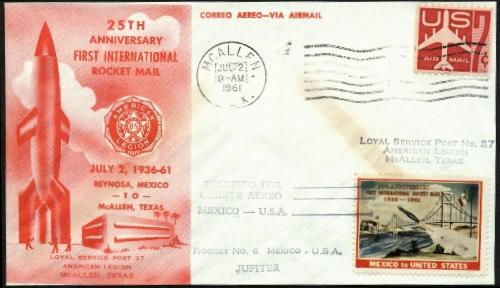 CORREO AEREO—VIA AIRMAIL
25TH
ANNIVERSARY
FIRST INTERNATIONAL
ROCKET MAIL
AMERICAN
LEGION
JULY 2, 1936-61
REYNOSA, MEXICO
TO
McALLEN, TEXAS
LOYAL SERVICE POST 37
AMERICAN LEGION
McALLEN, TEXAS
McALLEN
JUL 2
9-AM
1961
US
AIR MAIL
LOYAL SERVICE POST NO. 37
AMERICAN LEGION
MCALLEN, TEXAS
AEREO
MEXICO - U.S.A.
ROCKET NO. 6 MEXICO - U.S.A.
JUPITER
25TH ANNIVERSARY
FIRST INTERNATIONAL ROCKET MAIL
1936 - 1961
MEXICO to UNITED STATES